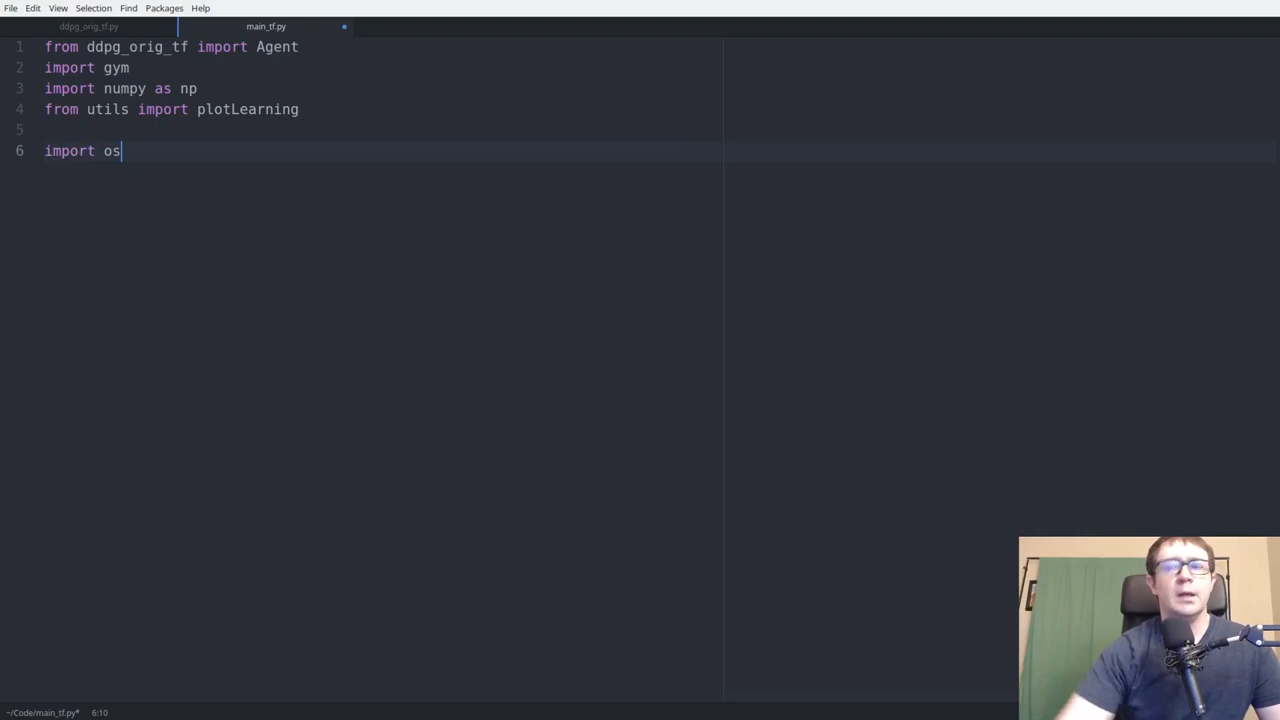 File Edit View Selection Find Packages Help
ddpg_orig_tf.py main_tf.py
1 from ddpg_orig_tf import Agent
2 import gym
3 import numpy as np
4 from utils import plotLearning
5
6 import os
~/Code/main_tf.py* 6:10